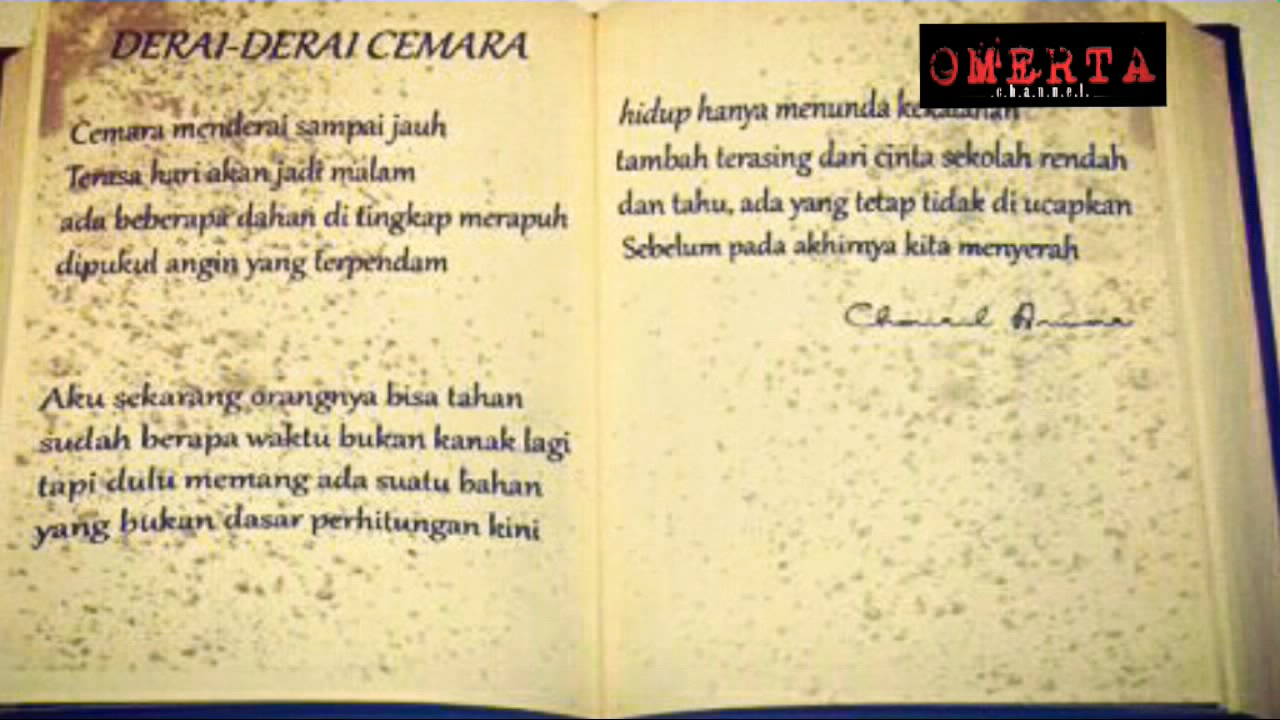 DERAI-DERAI CEMARA
Cemara menderai sampai jauh
Terasa hari akan jadi malam
ada beberapa dahan di tingkap merapuh
dipukul angin yang terpendam
Aku sekarang orangnya bisa tahan
sudah berapa waktu bukan kanak lagi
tapi dulu memang ada suatu bahan
yang bukan dasar perhitungan kini
OMERTA
.c.h.a.n.n.e.l.
hidup hanya menunda kekalahan
tambah terasing dari cinta sekolah rendah
dan tahu, ada yang tetap tidak di ucapkan
Sebelum pada akhirnya kita menyerah
Chairil Anwar